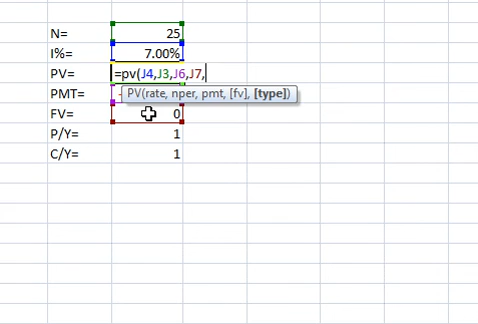 N= 25
I%= 7.00%
PV= =pv(J4,J3,J6,J7,
PMT= -
PV(rate, nper, pmt, [fv], [type])
FV= 0
P/Y= 1
C/Y= 1